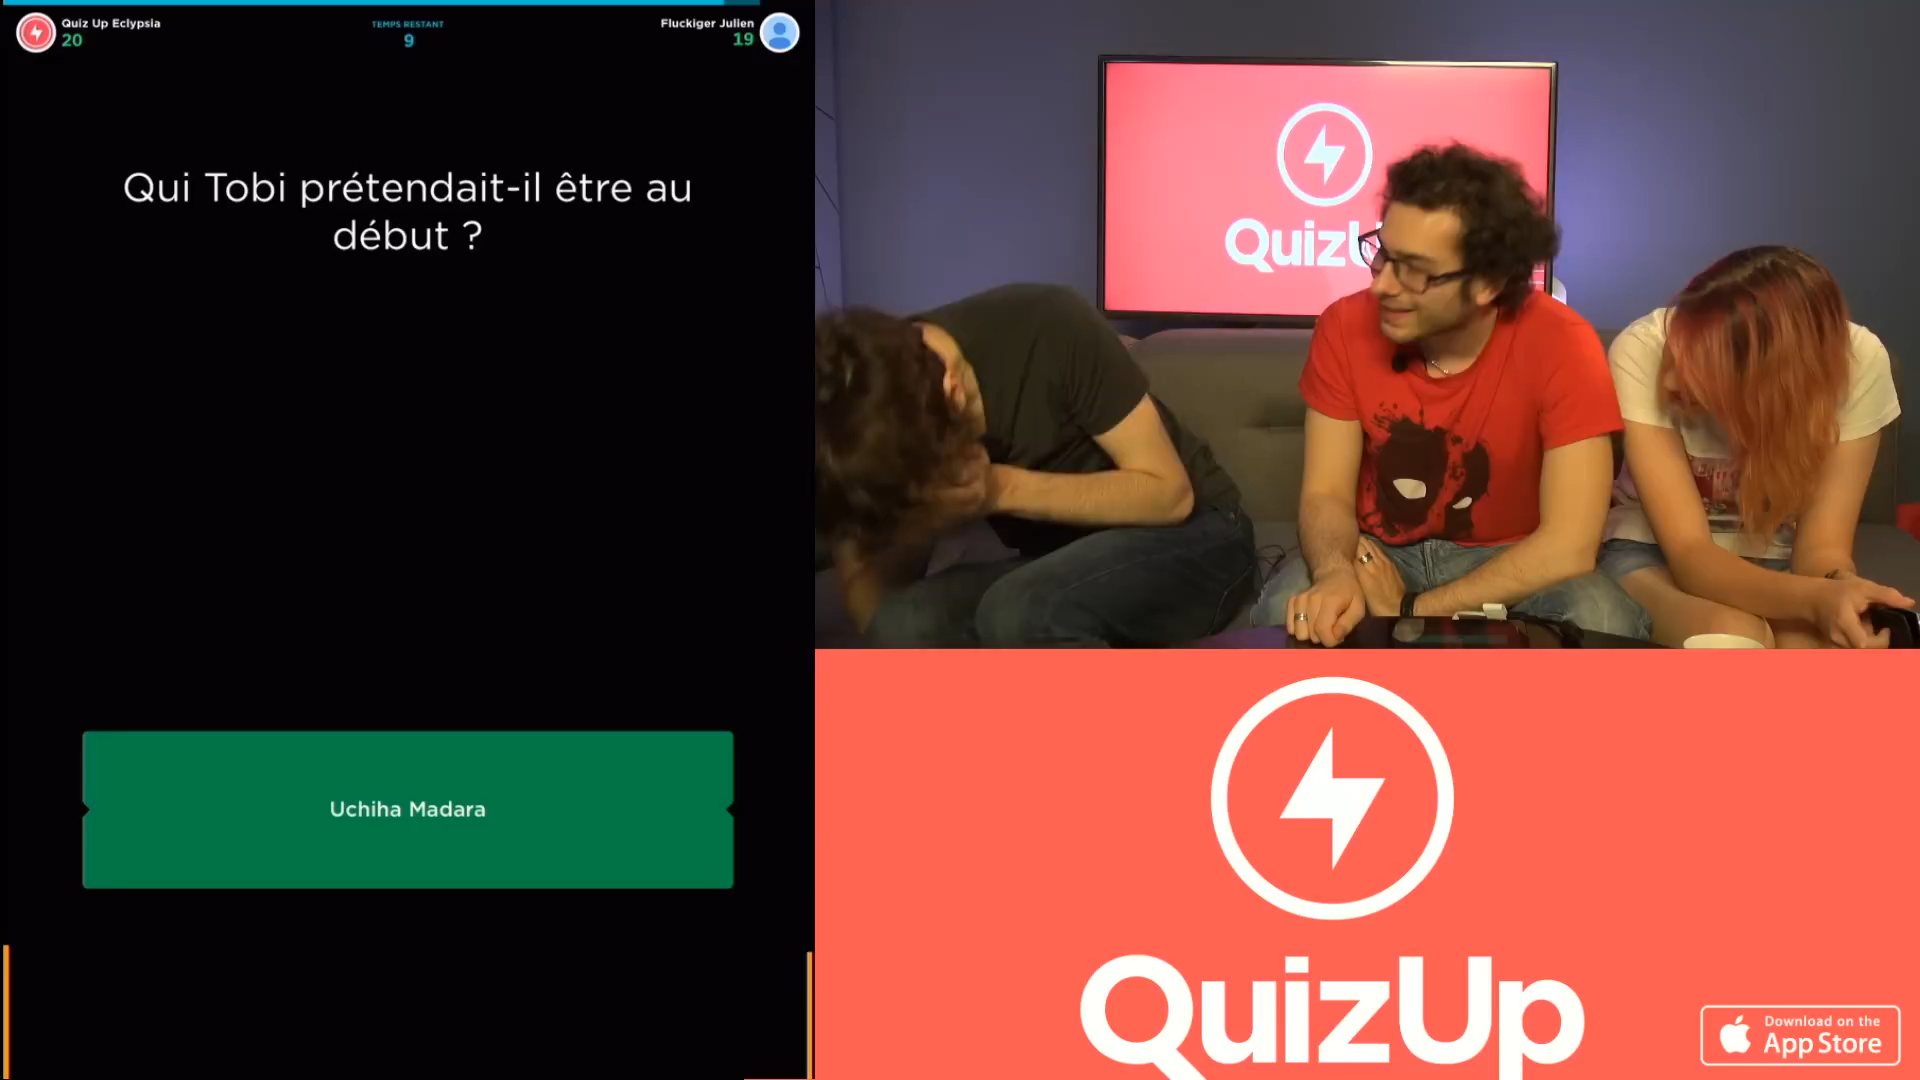 Quiz Up Eclypsia
20
TEMPS RESTANT
9
Fluckiger Julien
19
Qui Tobi prétendait-il être au
début ?
Uchiha Madara
QuizU
QuizUp
Download on the
App Store